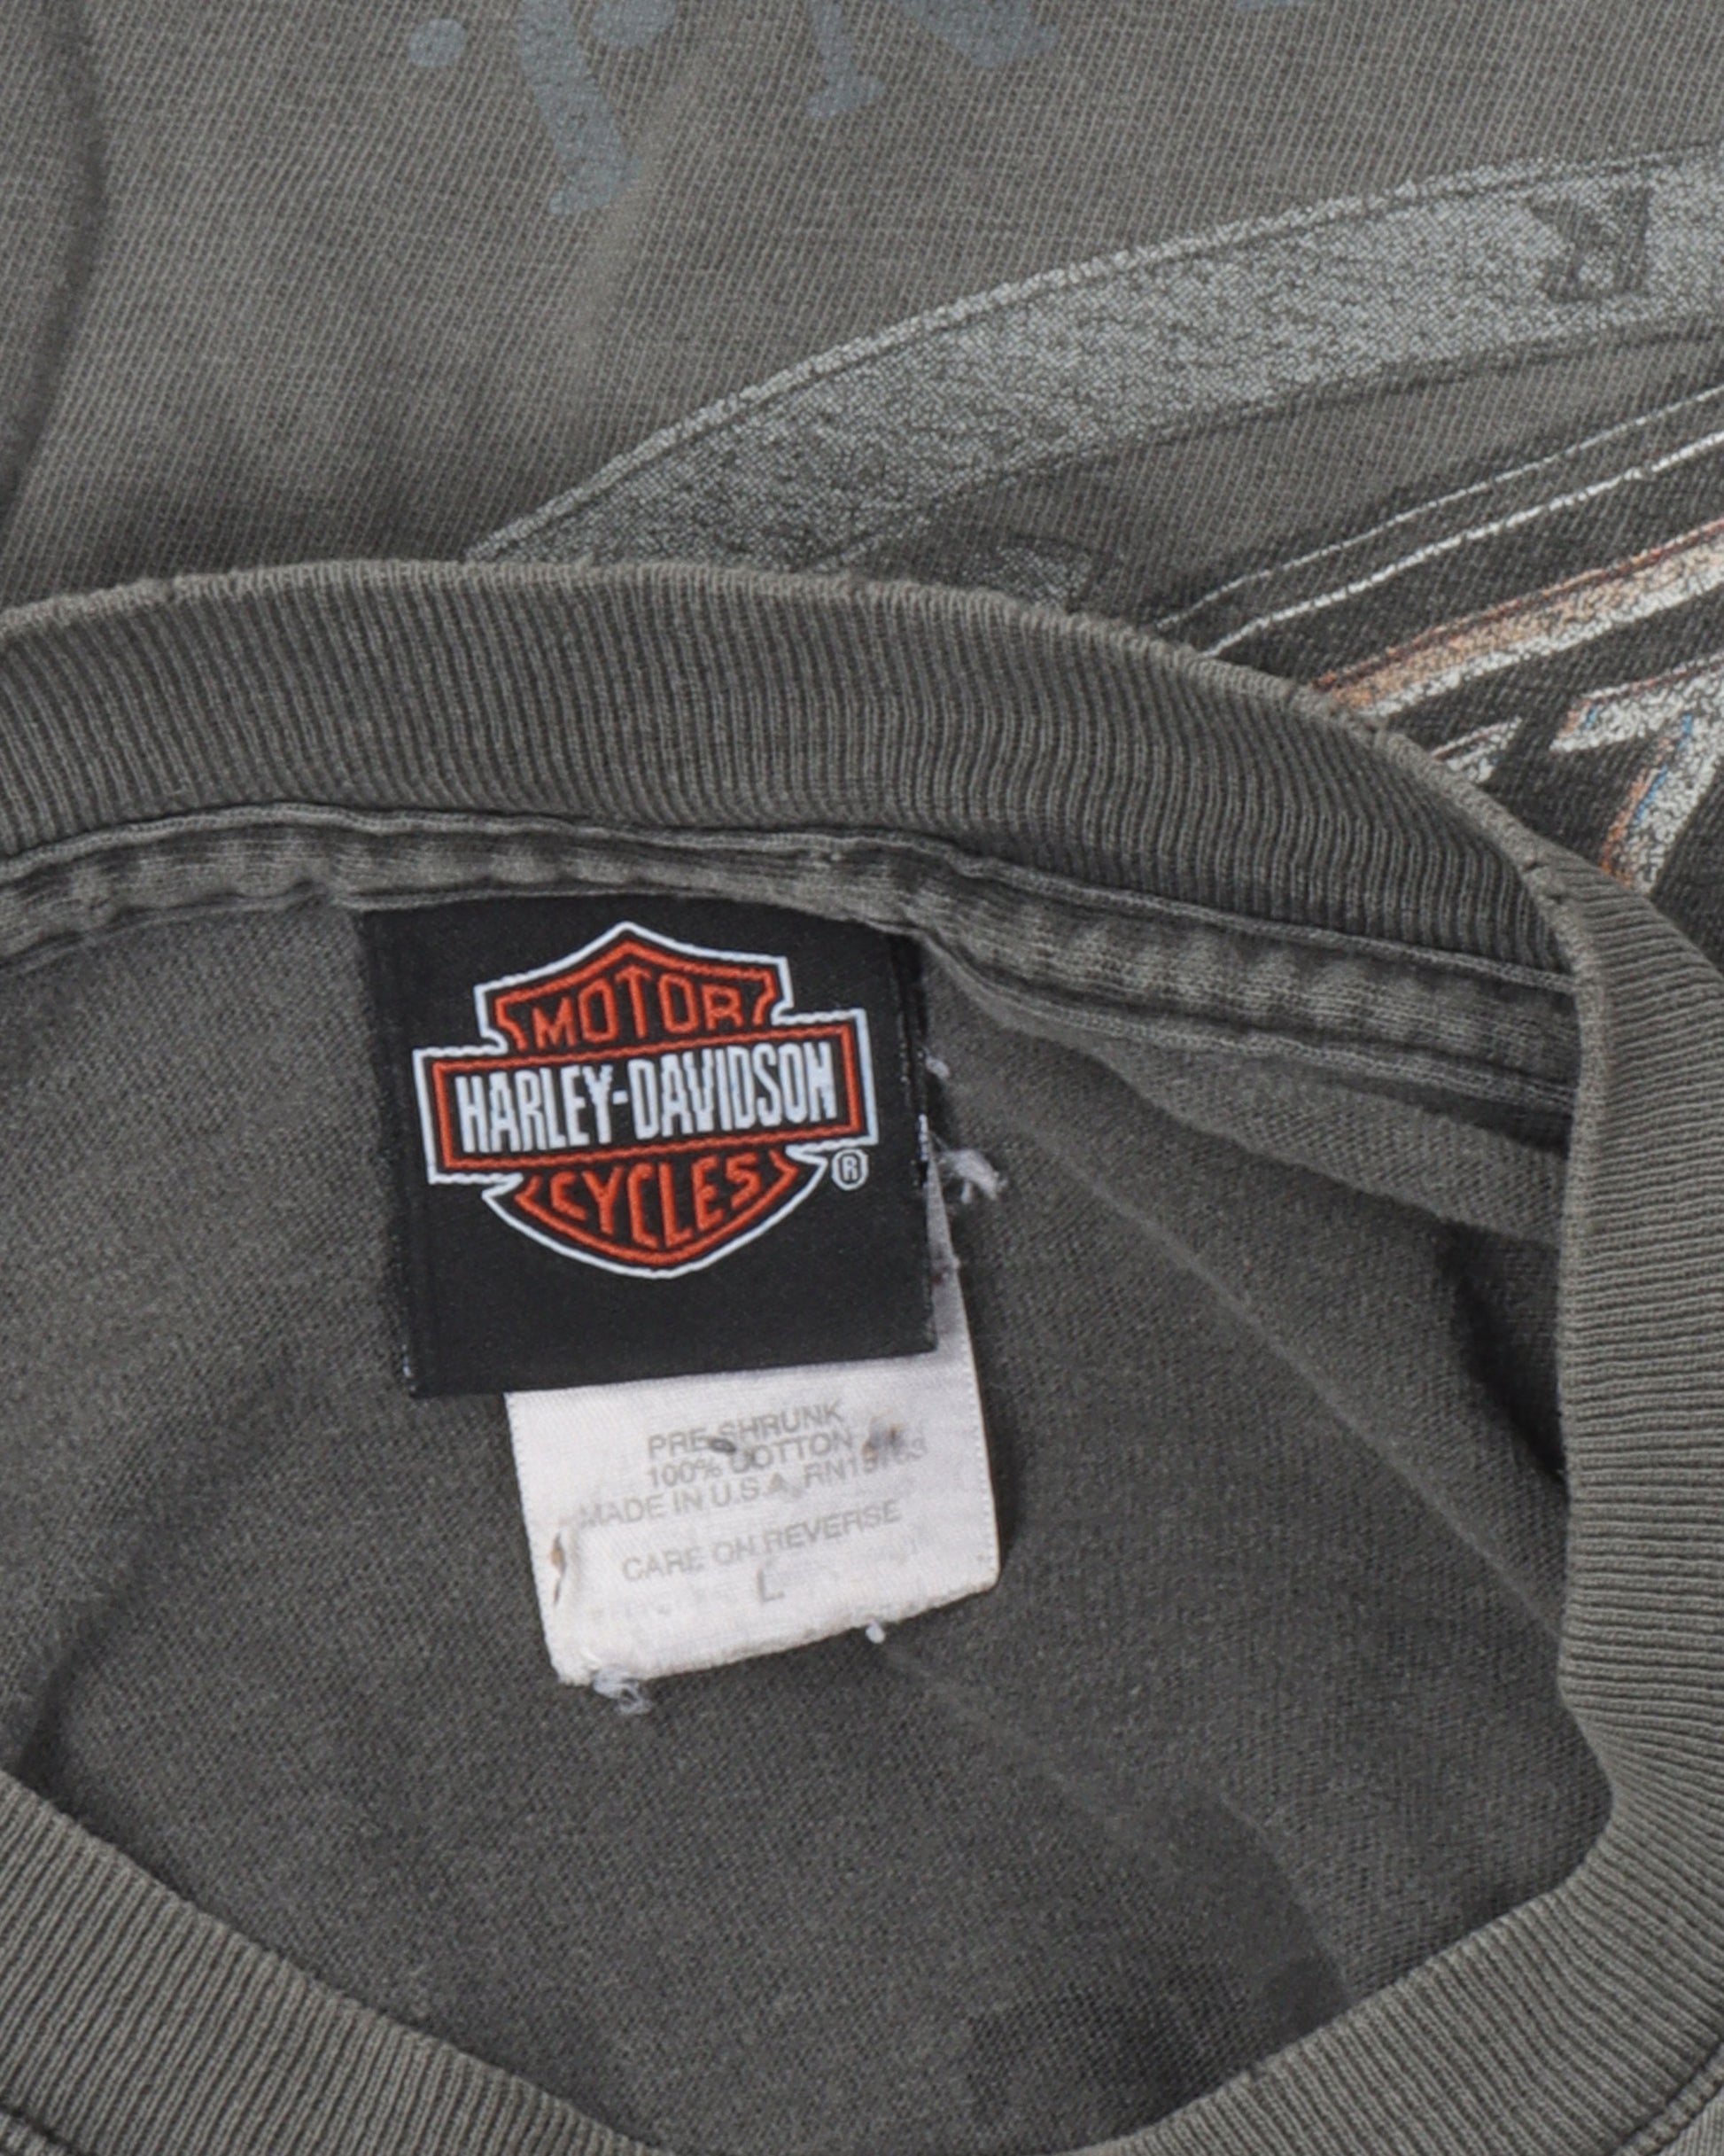 R
MOTOR
HARLEY-DAVIDSON
CYCLES
®
PRE-SHRUNK
100% COTTON
MADE IN U.S.A.
CARE ON REVERSE
L